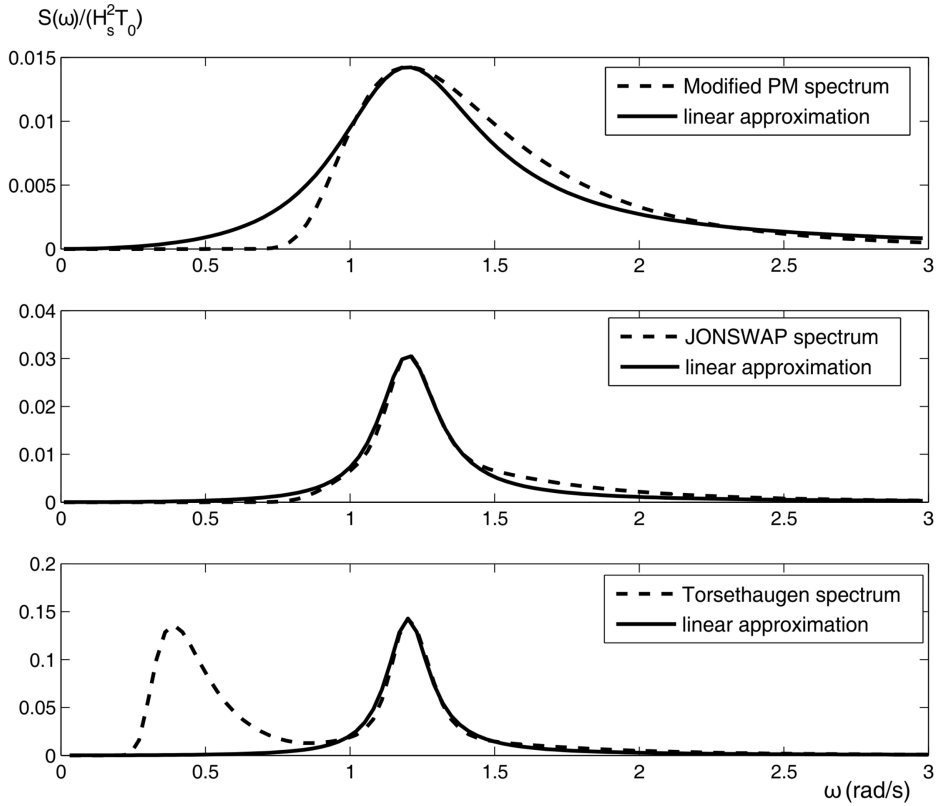 S(ω)/(H_s^2 T_0)
0.015
0.01
0.005
0
Modified PM spectrum
linear approximation
0 0.5 1 1.5 2 2.5 3
0.04
0.03
0.02
0.01
0
JONSWAP spectrum
linear approximation
0 0.5 1 1.5 2 2.5 3
0.2
0.15
0.1
0.05
0
Torsethaugen spectrum
linear approximation
0 0.5 1 1.5 2 2.5 3
ω (rad/s)